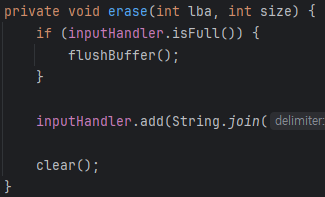 private void erase(int lba, int size) {
if (inputHandler.isFull()) {
flushBuffer();
}
inputHandler.add(String.join( delimiter:
clear();
}